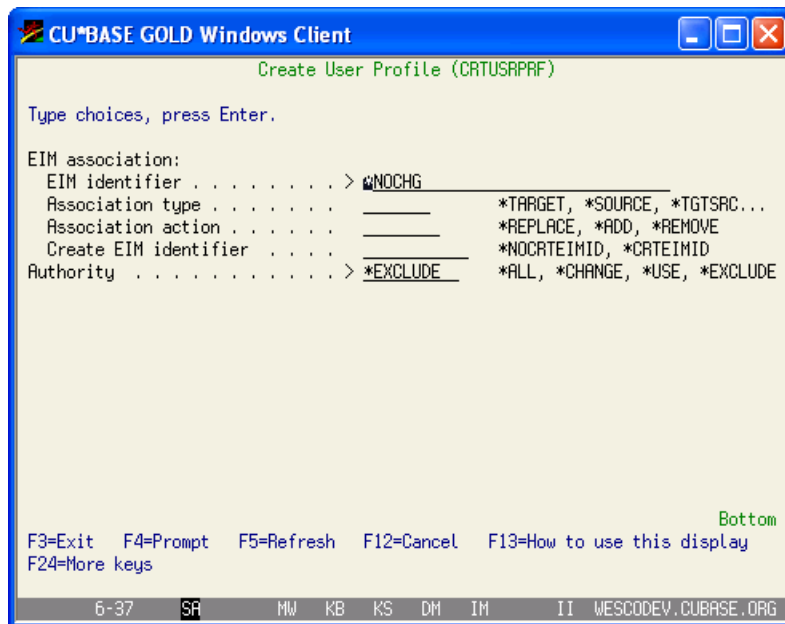 CU*BASE GOLD Windows Client
Create User Profile (CRTUSRPRF)
Type choices, press Enter.
EIM association:
EIM identifier . . . . . . . . > *NOCHG
Association type . . . . . . . *TARGET, *SOURCE, *TGTSRC...
Association action . . . . . . *REPLACE, *ADD, *REMOVE
Create EIM identifier . . . . *NOCRTEIMID, *CRTEIMID
Authority . . . . . . . . . . . > *EXCLUDE *ALL, *CHANGE, *USE, *EXCLUDE
Bottom
F3=Exit F4=Prompt F5=Refresh F12=Cancel F13=How to use this display
F24=More keys
6-37 SA MW KB KS DM IM II WESCODEV.CUBASE.ORG